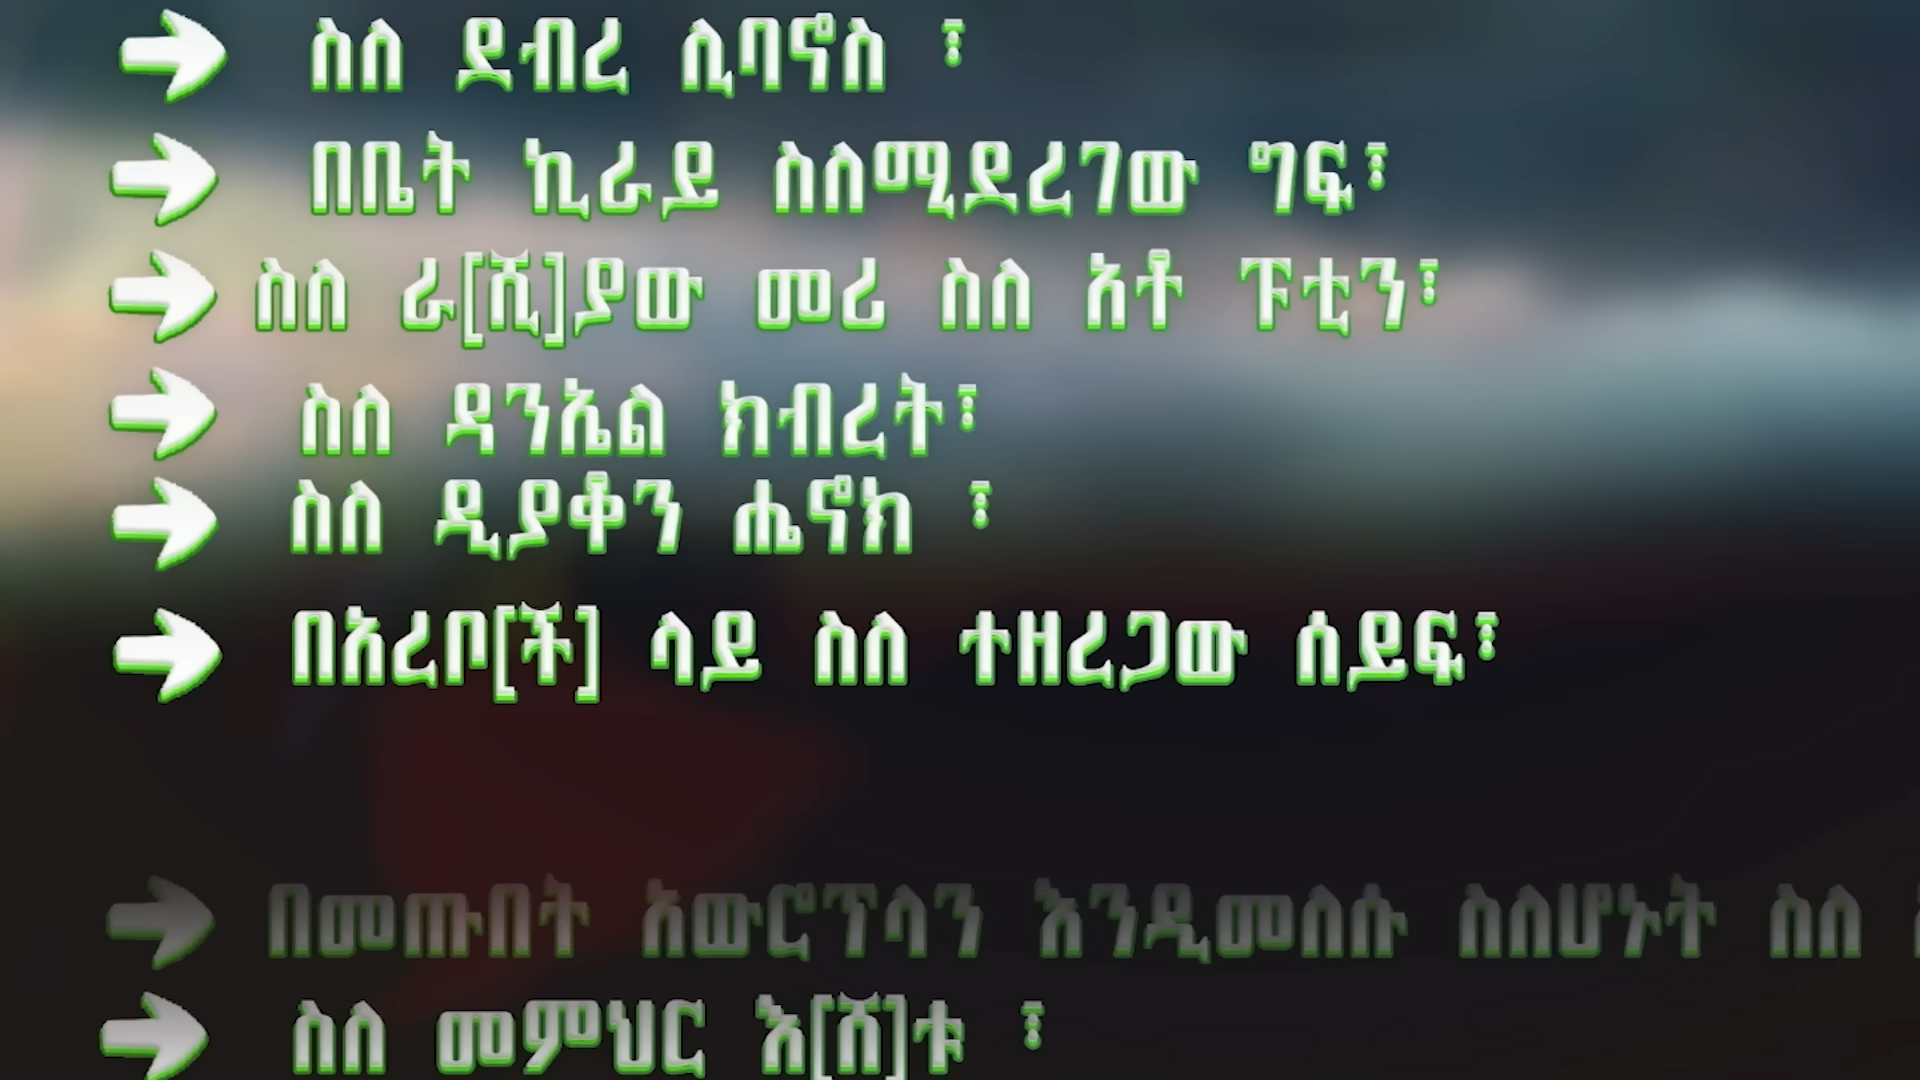 ስለ ደብረ ሊባኖስ ፣
በቤት ኪራይ ስለሚደረገው ግፍ፣
ስለ ራ[ሺ]ያው መሪ ስለ አቶ ፑቲን፣
ስለ ዳንኤል ክብረት፣
ስለ ዲያቆን ሔኖክ ፣
በአረቦ[ች] ላይ ስለ ተዘረጋው ሰይፍ፣
በመጡበት አውሮፕላን እንዲመለሱ ስለሆኑት ስለ
ስለ መምህር እ[ሸ]ቱ ፣